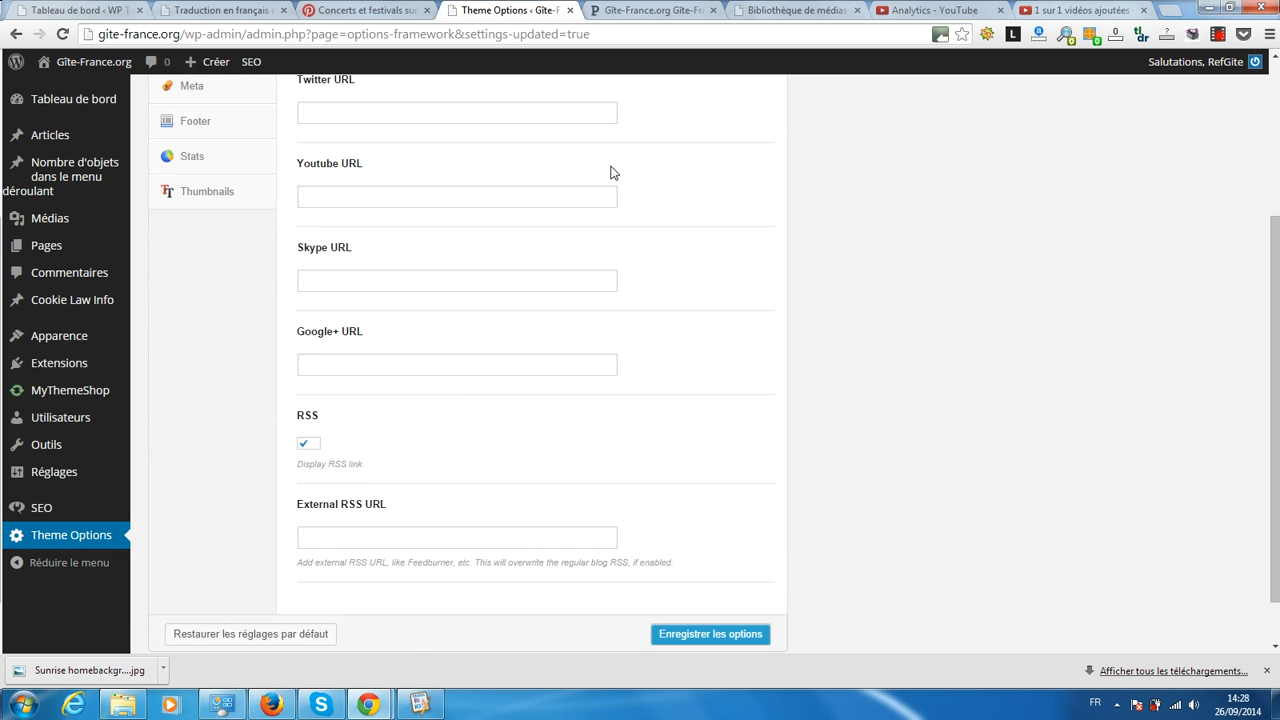 Tableau de bord ‹ WP T
Traduction en français d
Concerts et festivals sur
Theme Options ‹ Gîte-F
Gîte-France.org Gîte-Fr
Bibliothèque de médias
Analytics - YouTube
1 sur 1 vidéos ajoutées
gite-france.org/wp-admin/admin.php?page=options-framework&settings-updated=true
Gîte-France.org
0
Créer
SEO
Salutations, RefGite
Tableau de bord
Articles
Nombre d'objets
dans le menu
déroulant
Médias
Pages
Commentaires
Cookie Law Info
Apparence
Extensions
MyThemeShop
Utilisateurs
Outils
Réglages
SEO
Theme Options
Réduire le menu
Meta
Footer
Stats
Thumbnails
Twitter URL
Youtube URL
Skype URL
Google+ URL
RSS
Display RSS link
External RSS URL
Add external RSS URL, like Feedburner, etc. This will overwrite the regular blog RSS, if enabled.
Restaurer les réglages par défaut
Enregistrer les options
Sunrise homebackgr....jpg
Afficher tous les téléchargements...
FR
14:28
26/09/2014